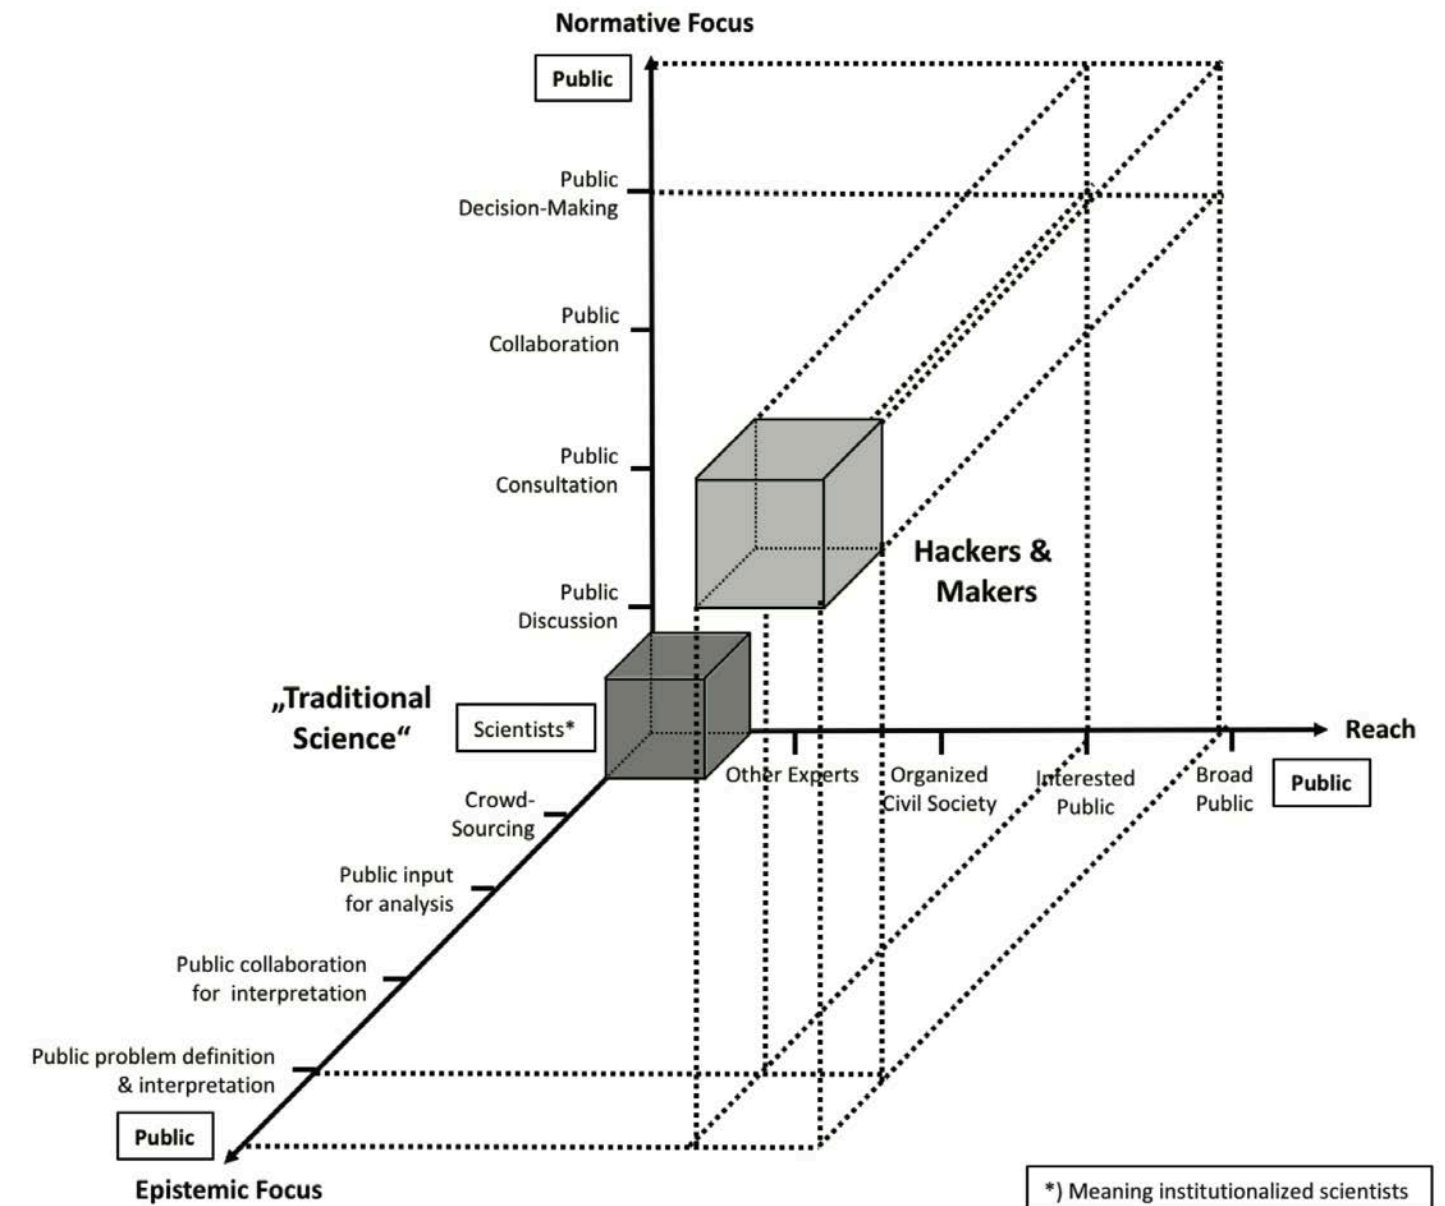 Normative Focus
Public
Public
Decision-Making
Public
Collaboration
Public
Consultation
Hackers &
Makers
Public
Discussion
„Traditional
Science“
Scientists*
Reach
Other Experts
Organized
Civil Society
Interested
Public
Broad
Public
Public
Crowd-
Sourcing
Public input
for analysis
Public collaboration
for interpretation
Public problem definition
& interpretation
Public
Epistemic Focus
*) Meaning institutionalized scientists